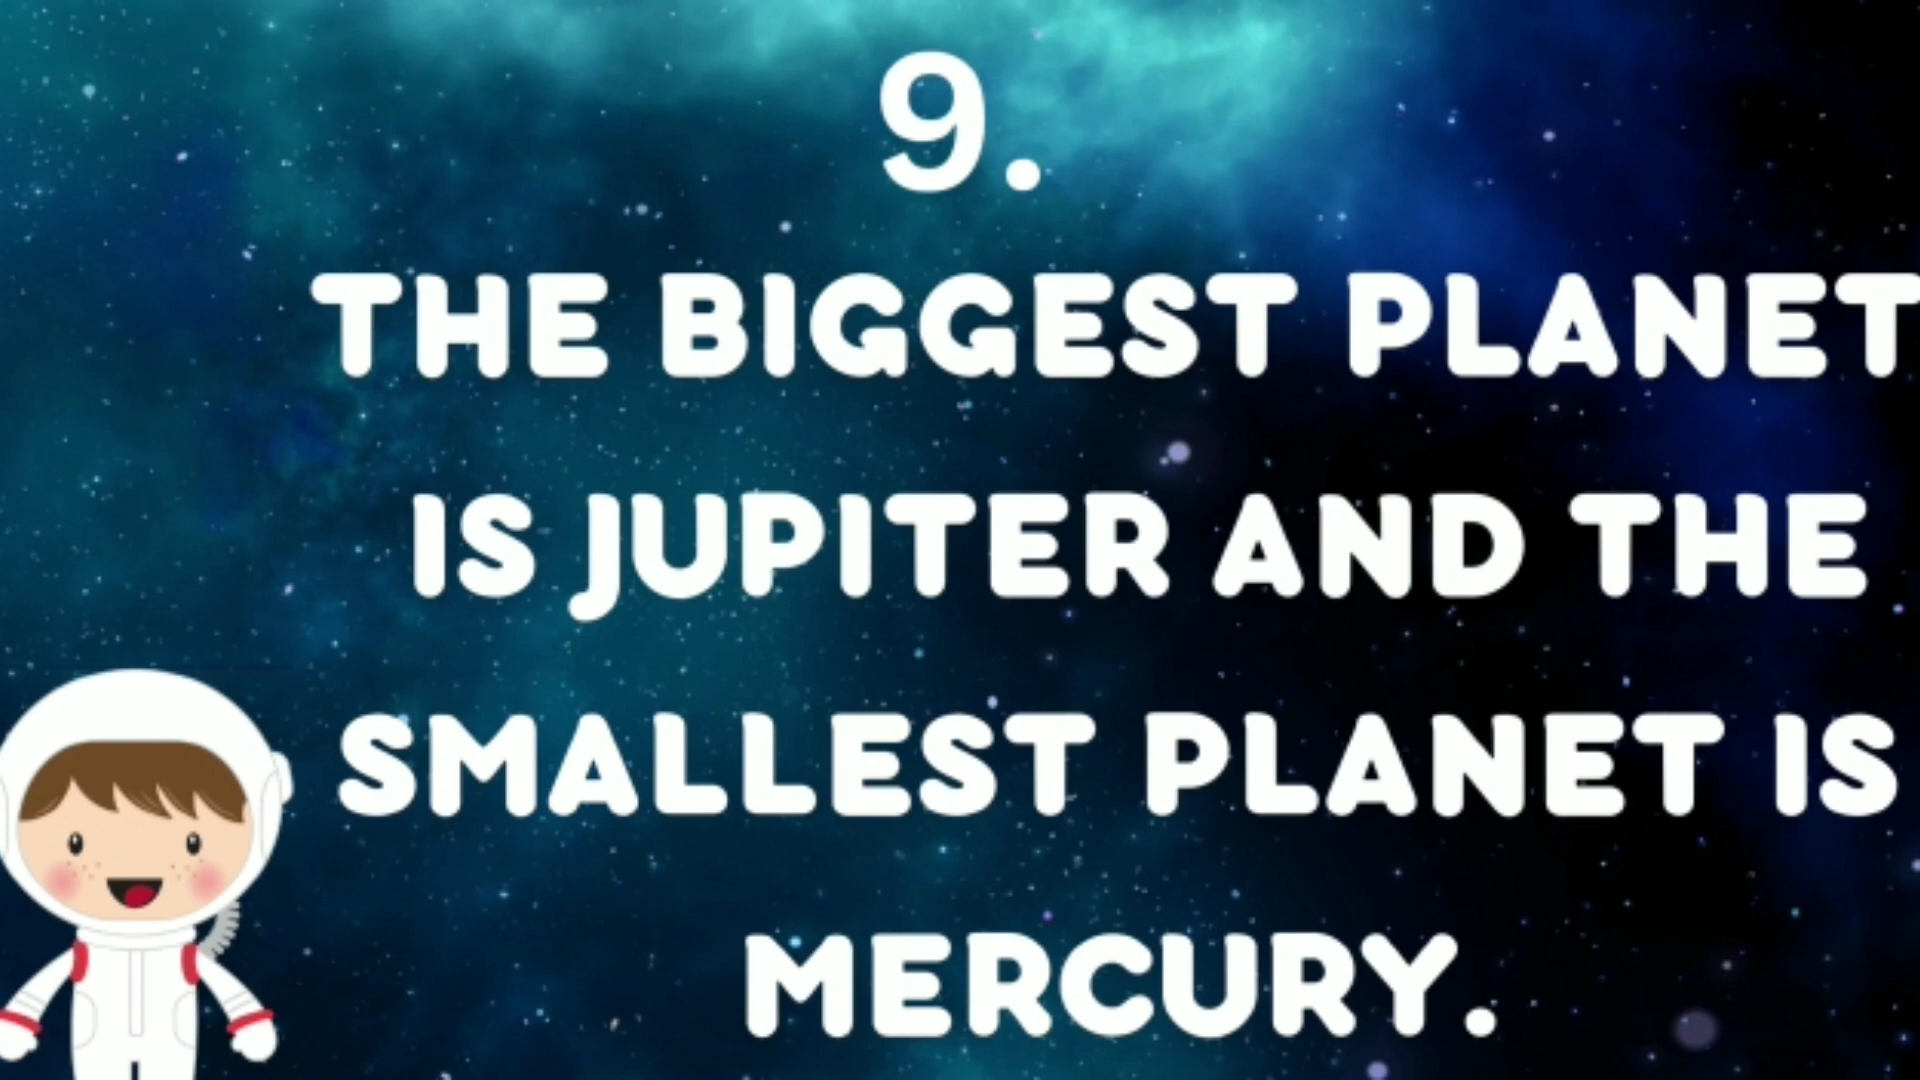 9.
THE BIGGEST PLANET
IS JUPITER AND THE
SMALLEST PLANET IS
MERCURY.